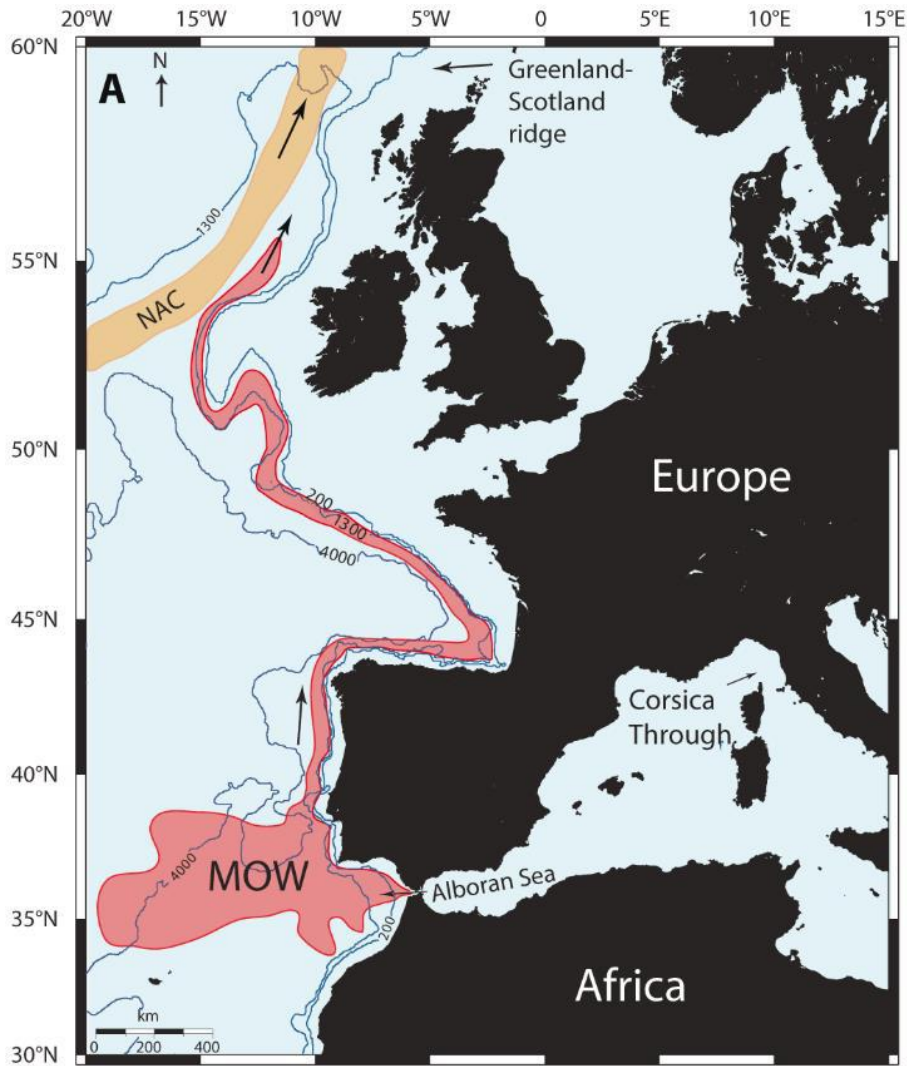 20°W 15°W 10°W 5°W 0 5°E 10°E 15°E
60°N
A
N
Greenland-
Scotland
ridge
1300
55°N
NAC
50°N
Europe
200
1300
4000
45°N
Corsica
Through
40°N
MOW
4000
Alboran Sea
35°N
200
Africa
km
0 200 400
30°N